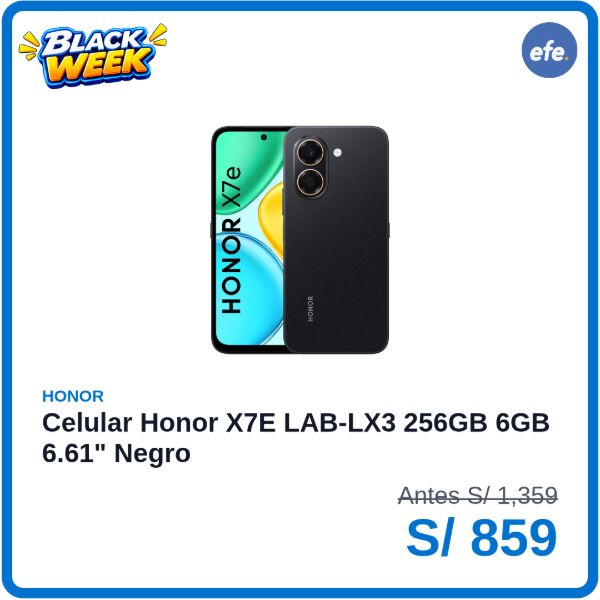 BLACK
WEEK
efe.
HONOR X7e
HONOR
HONOR
Celular Honor X7E LAB-LX3 256GB 6GB
6.61" Negro
Antes S/ 1,359
S/ 859